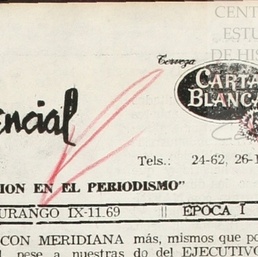 CENT
ESTU
DE HIS
Cerveza
CARTA
BLANCA
encial
Tels.: 24-62, 26-1
ION EN EL PERIODISMO"
URANGO IX-11.69 || EPOCA I
CON MERIDIANA más, mismos que po
pese a nuestras do del EJECUTIVO